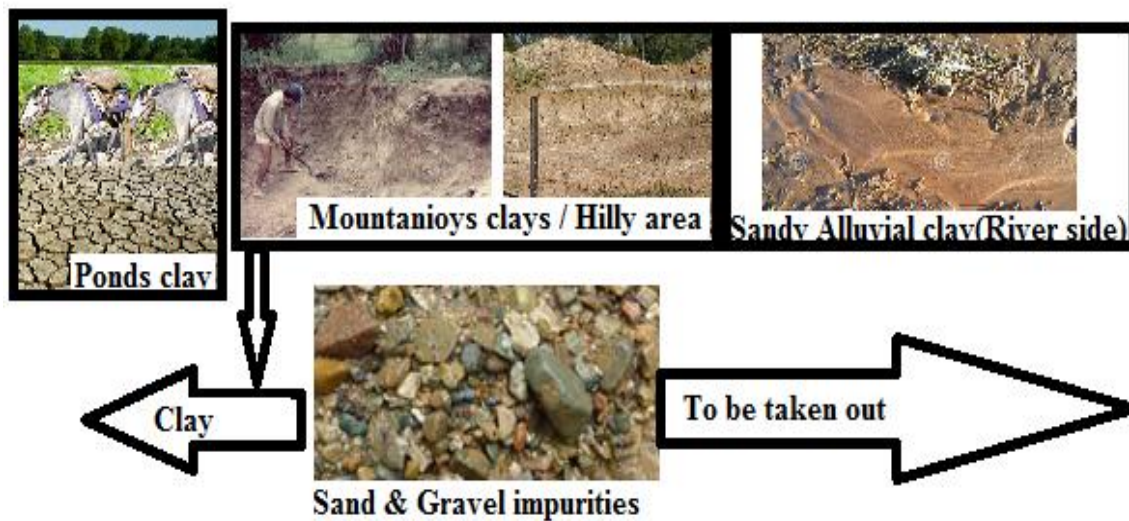 Ponds clay
Mountanioys clays / Hilly area
Sandy Alluvial clay(River side)
Clay
To be taken out
Sand & Gravel impurities